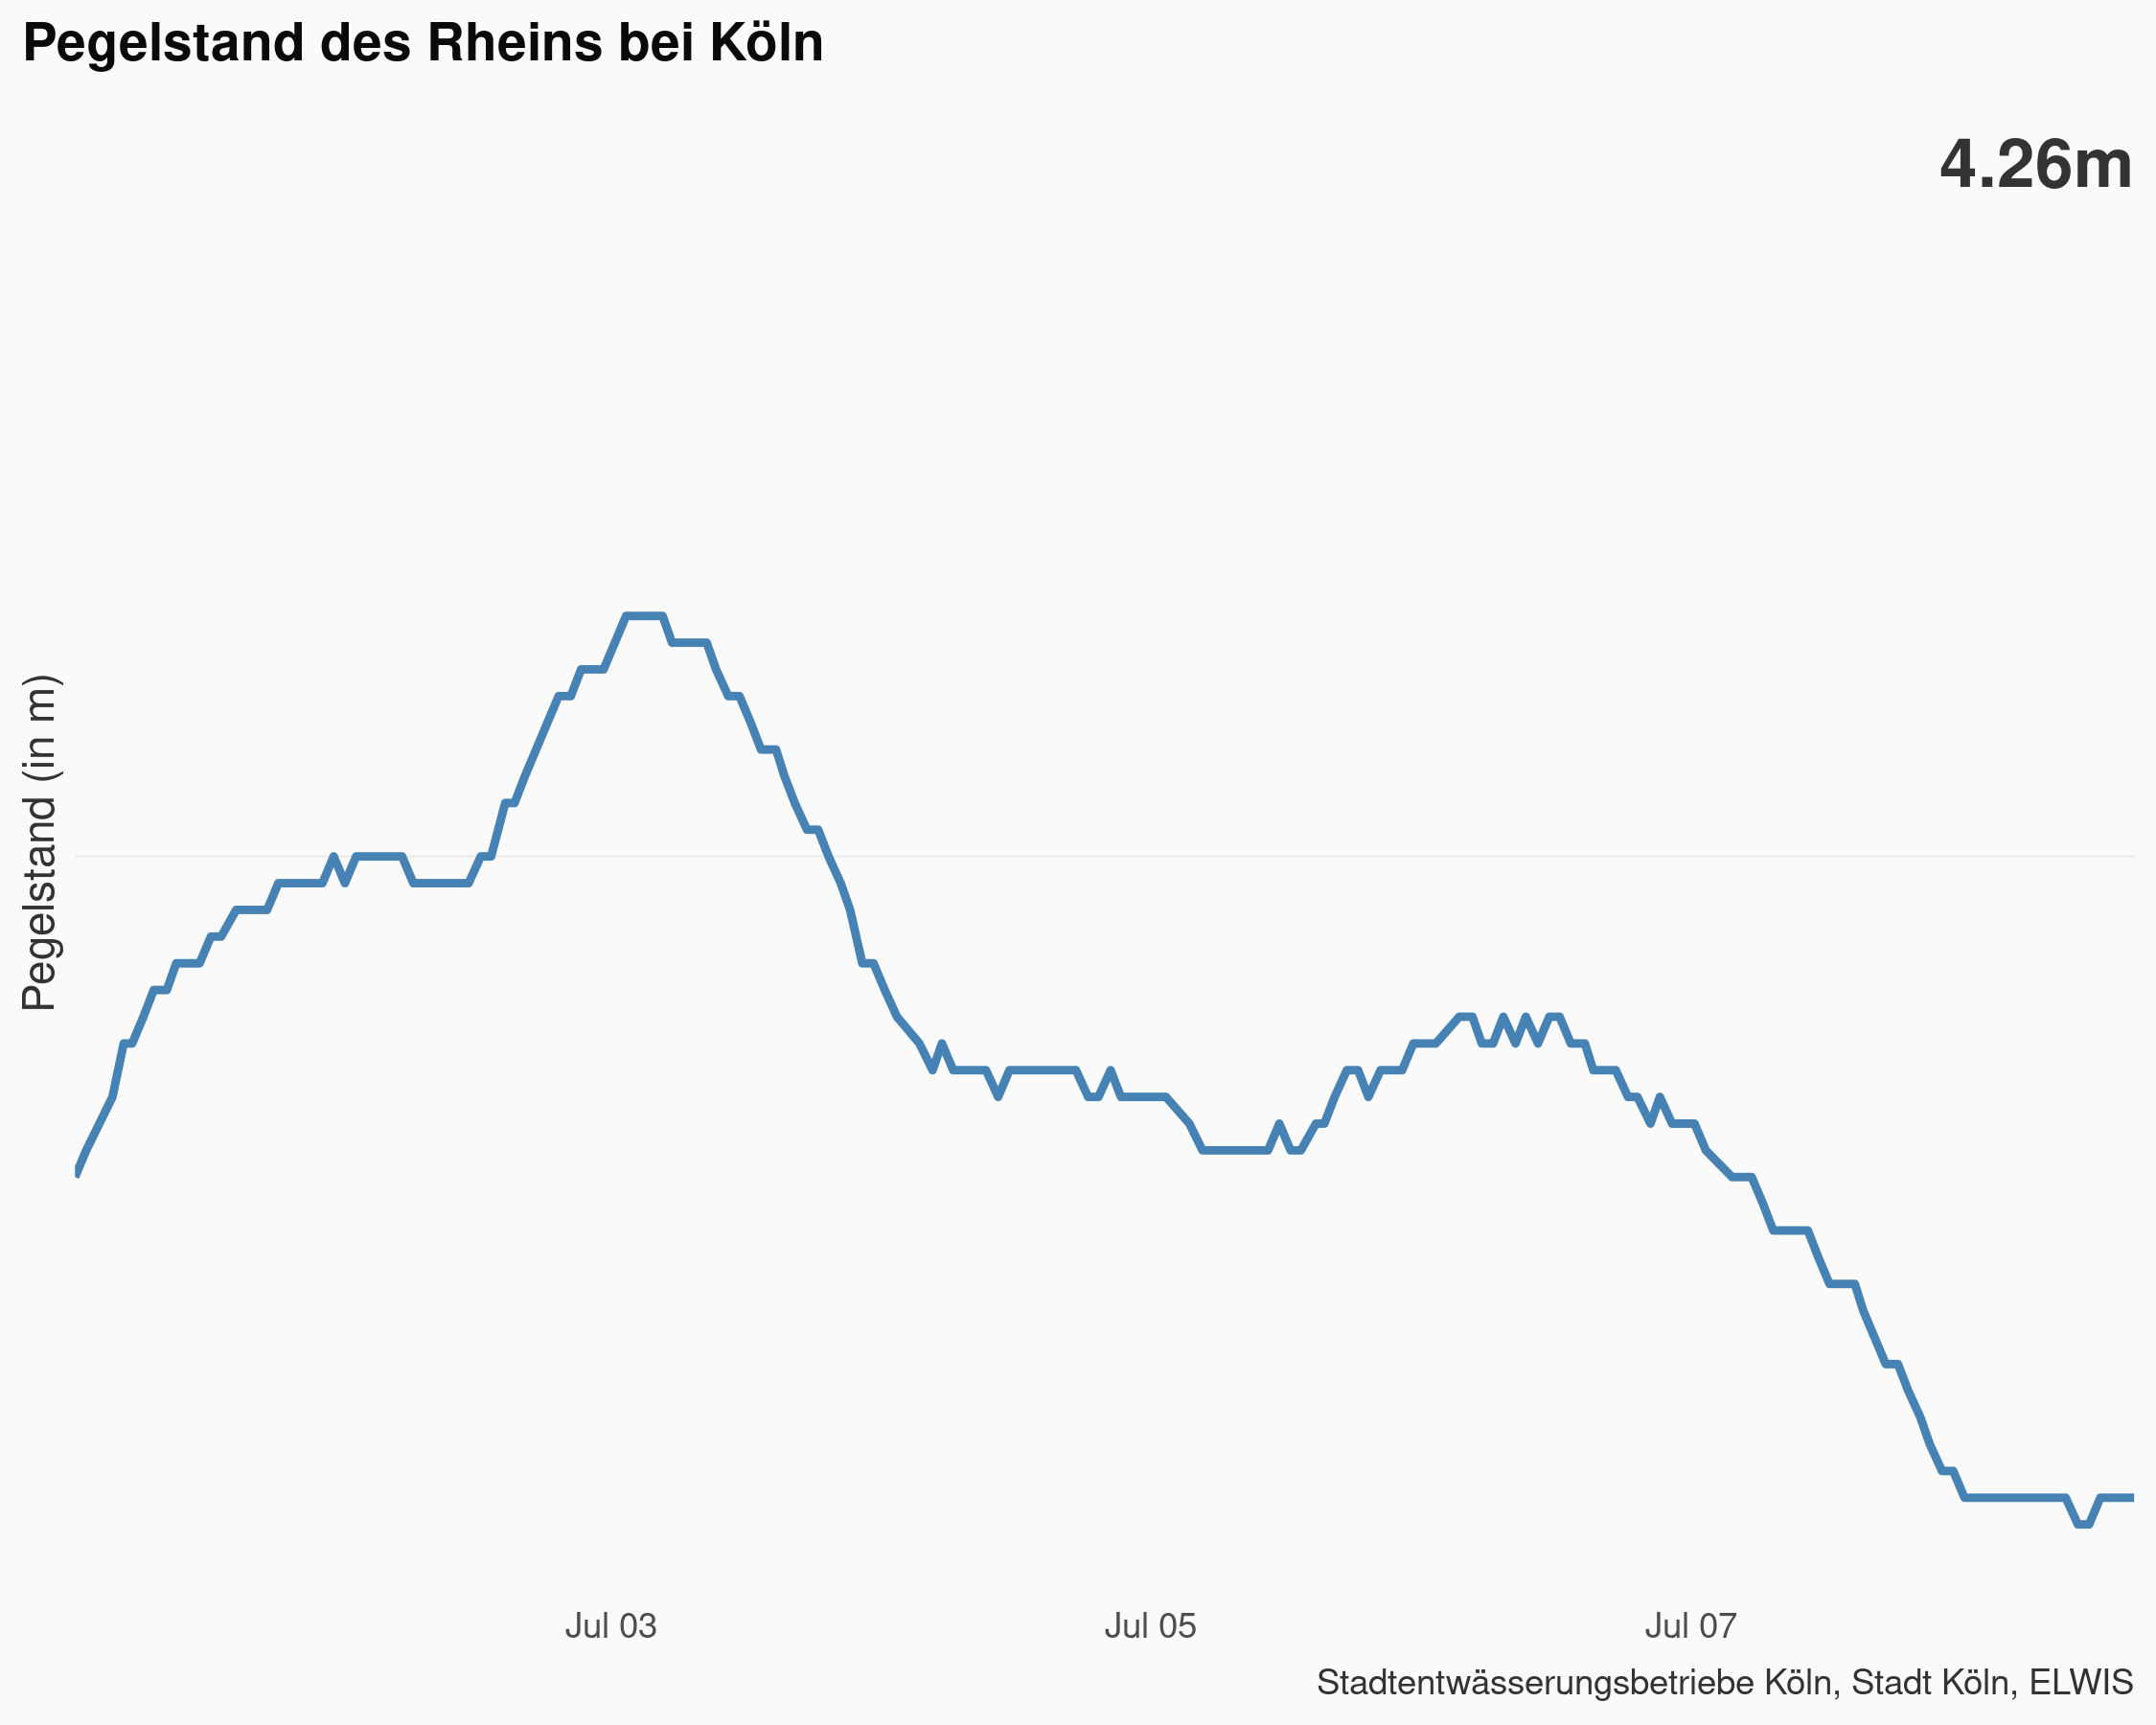 Pegelstand des Rheins bei Köln
4.26m
Pegelstand (in m)
Jul 03
Jul 05
Jul 07
Stadtentwässerungsbetriebe Köln, Stadt Köln, ELWIS